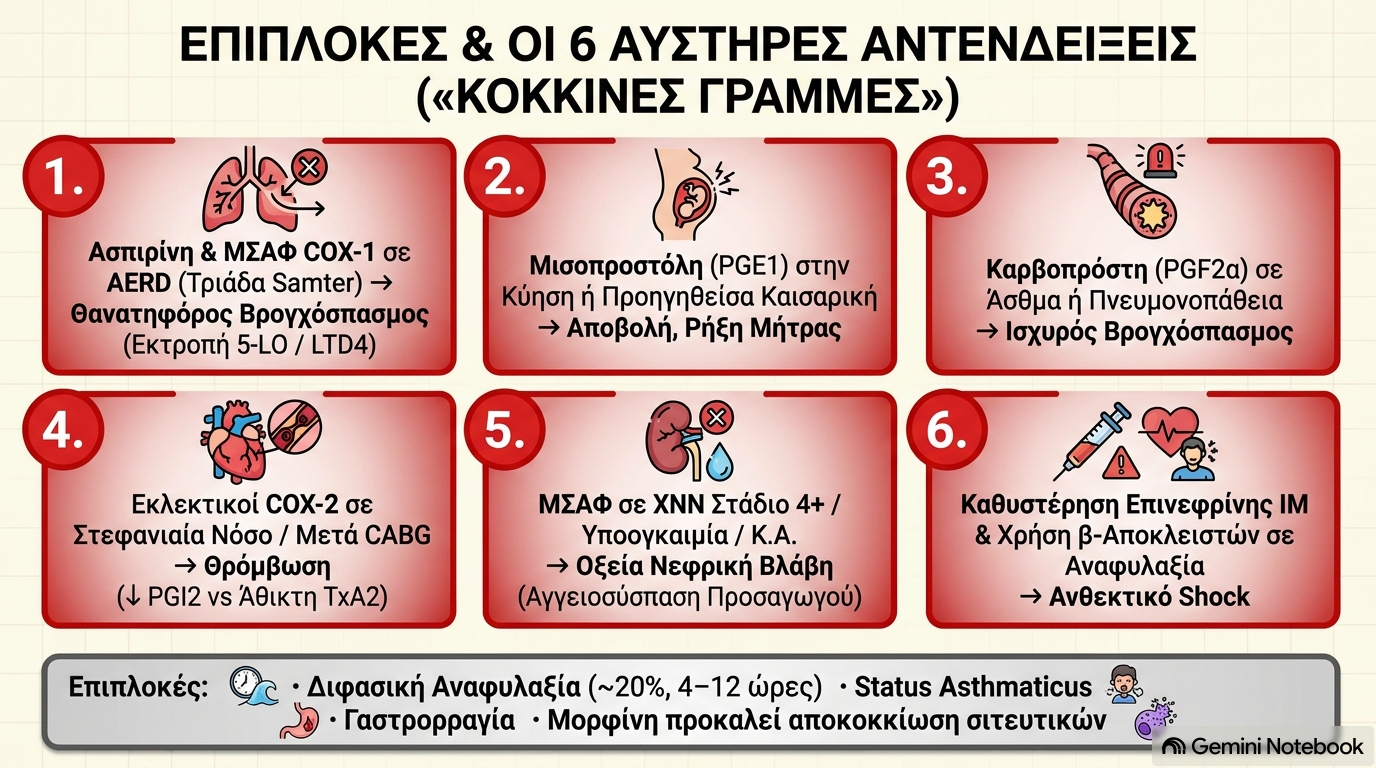 ΕΠΙΠΛΟΚΕΣ & ΟΙ 6 ΑΥΣΤΗΡΕΣ ΑΝΤΕΝΔΕΙΞΕΙΣ
(«ΚΟΚΚΙΝΕΣ ΓΡΑΜΜΕΣ»)
1.
Ασπιρίνη & ΜΣΑΦ COX-1 σε
AERD (Τριάδα Samter) →
Θανατηφόρος Βρογχόσπασμος
(Εκτροπή 5-LO / LTD4)
2.
Μισοπροστόλη (PGE1) στην
Κύηση ή Προηγηθείσα Καισαρική
→ Αποβολή, Ρήξη Μήτρας
3.
Καρβοπρόστη (PGF2α) σε
Άσθμα ή Πνευμονοπάθεια
→ Ισχυρός Βρογχόσπασμος
4.
Εκλεκτικοί COX-2 σε
Στεφανιαία Νόσο / Μετά CABG
→ Θρόμβωση
(↓ PGI2 vs Άθικτη TxA2)
5.
ΜΣΑΦ σε ΧΝΝ Στάδιο 4+ /
Υποογκαιμία / Κ.Α.
→ Οξεία Νεφρική Βλάβη
(Αγγειοσύσπαση Προσαγωγού)
6.
Καθυστέρηση Επινεφρίνης IM
& Χρήση β-Αποκλειστών σε
Αναφυλαξία
→ Ανθεκτικό Shock
Επιπλοκές: · Διφασική Αναφυλαξία (~20%, 4–12 ώρες) · Status Asthmaticus
· Γαστρορραγία · Μορφίνη προκαλεί αποκοκκίωση σιτευτικών
Gemini Notebook